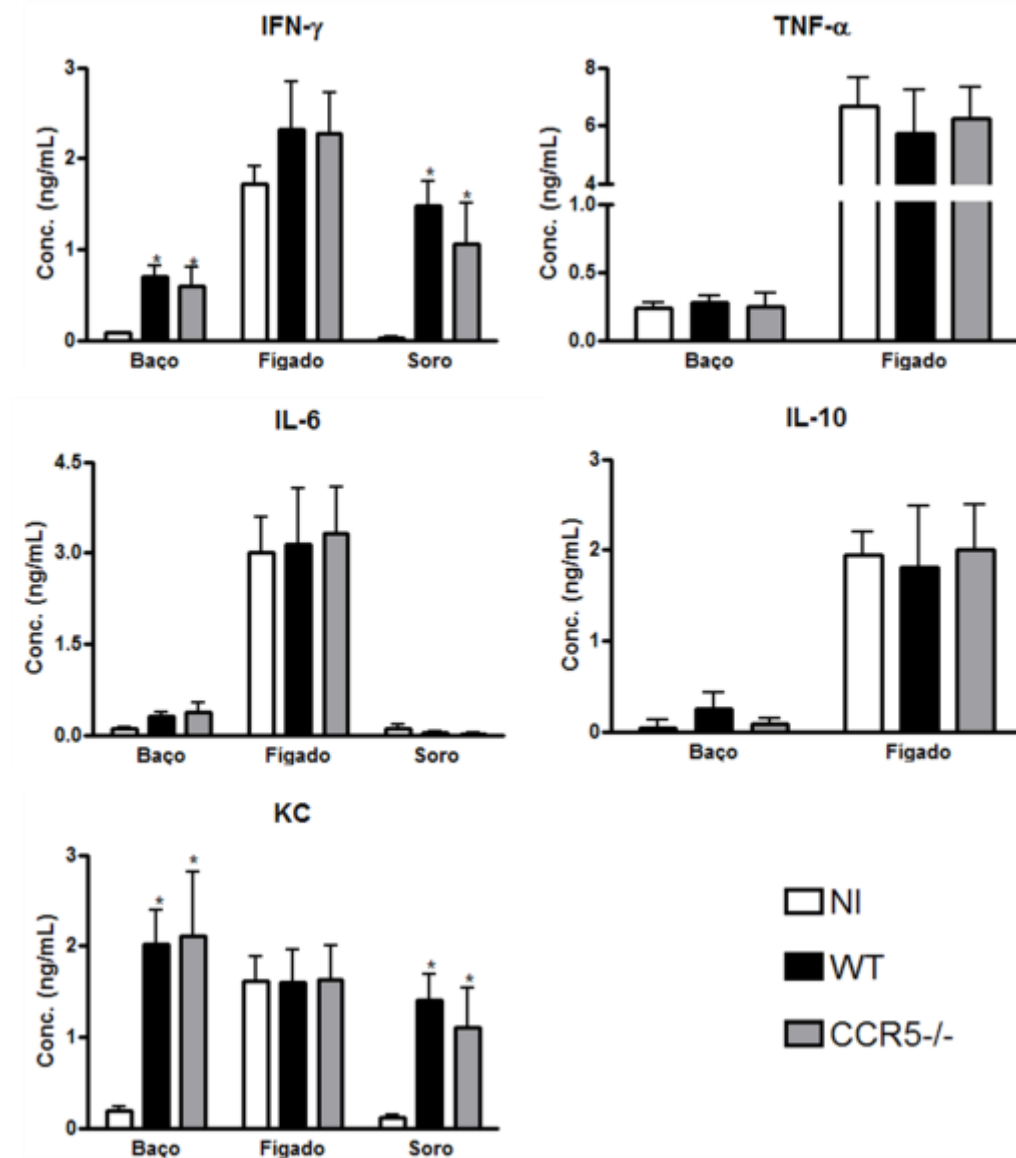 IFN-γ
Conc. (ng/mL)
3
2
1
0
*
*
*
*
Baço
Fígado
Soro
TNF-α
Conc. (ng/mL)
8
6
4
1.0
0.5
0.0
Baço
Fígado
IL-6
Conc. (ng/mL)
4.5
3.0
1.5
0.0
Baço
Fígado
Soro
IL-10
Conc. (ng/mL)
3
2
1
0
Baço
Fígado
KC
Conc. (ng/mL)
3
2
1
0
*
*
*
*
Baço
Fígado
Soro
NI
WT
CCR5-/-